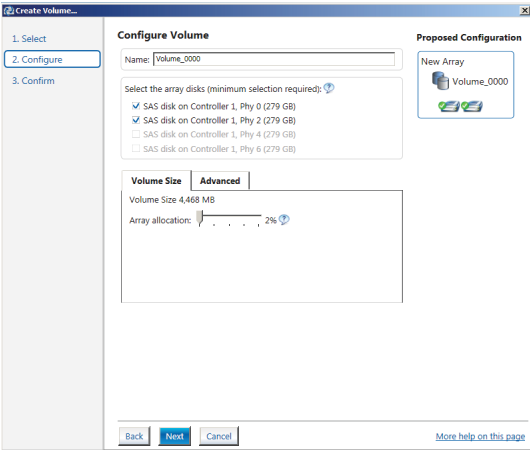 Create Volume...
1. Select
2. Configure
3. Confirm
Configure Volume
Name: Volume_0000
Select the array disks (minimum selection required):
SAS disk on Controller 1, Phy 0 (279 GB)
SAS disk on Controller 1, Phy 2 (279 GB)
SAS disk on Controller 1, Phy 4 (279 GB)
SAS disk on Controller 1, Phy 6 (279 GB)
Volume Size Advanced
Volume Size 4,468 MB
Array allocation: 2%
Proposed Configuration
New Array
Volume_0000
Back Next Cancel
More help on this page